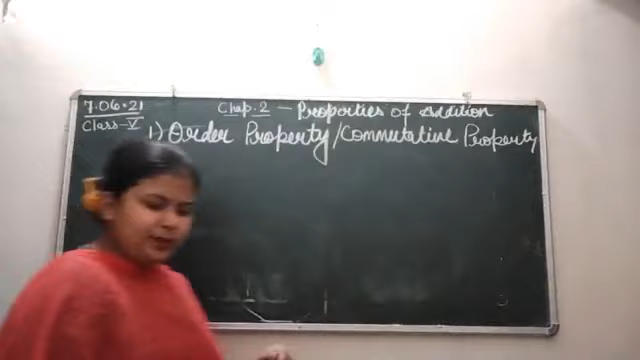 7.06.21
Class-V
Chap.2 - Properties of Addition
1) Order Property/Commutative Property